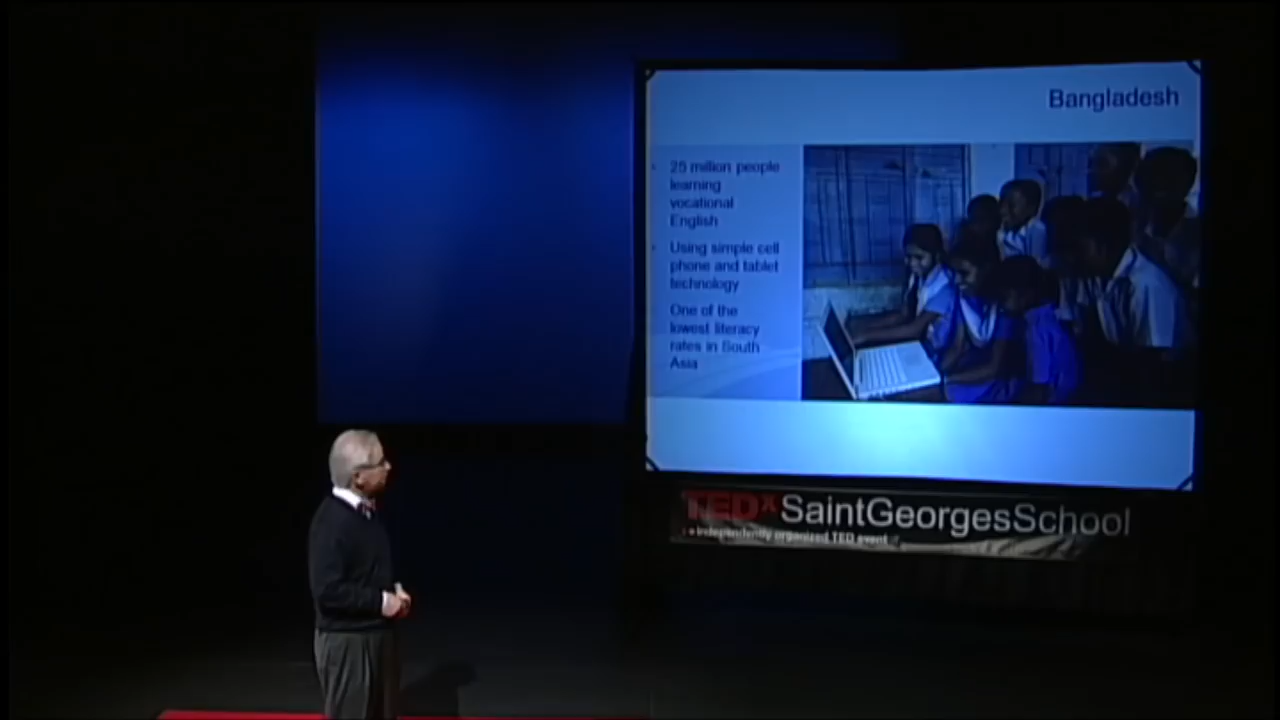 Bangladesh
25 million people
learning
vocational
English
Using simple cell
phone and tablet
technology
One of the
lowest literacy
rates in South
Asia
TEDx SaintGeorgesSchool
independently organized TED event